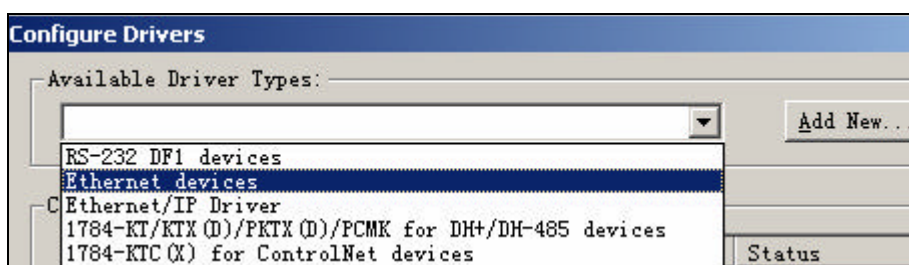 Configure Drivers
Available Driver Types:
Add New...
RS-232 DF1 devices
Ethernet devices
Ethernet/IP Driver
1784-KT/KTX(D)/PKTX(D)/PCMK for DH+/DH-485 devices
1784-KTC(X) for ControlNet devices
Status